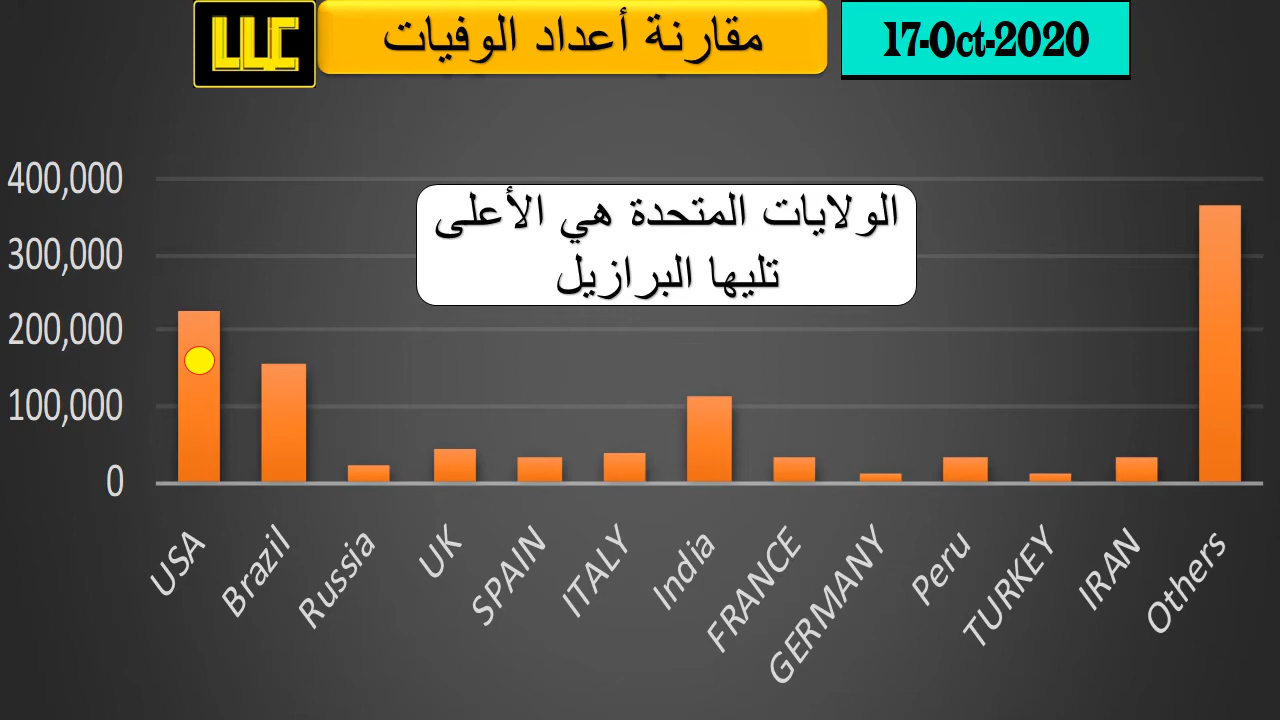 LLC
مقارنة أعداد الوفيات
17-Oct-2020
400,000
300,000
200,000
100,000
0
الولايات المتحدة هي الأعلى
تليها البرازيل
USA
Brazil
Russia
UK
SPAIN
ITALY
India
FRANCE
GERMANY
Peru
TURKEY
IRAN
Others